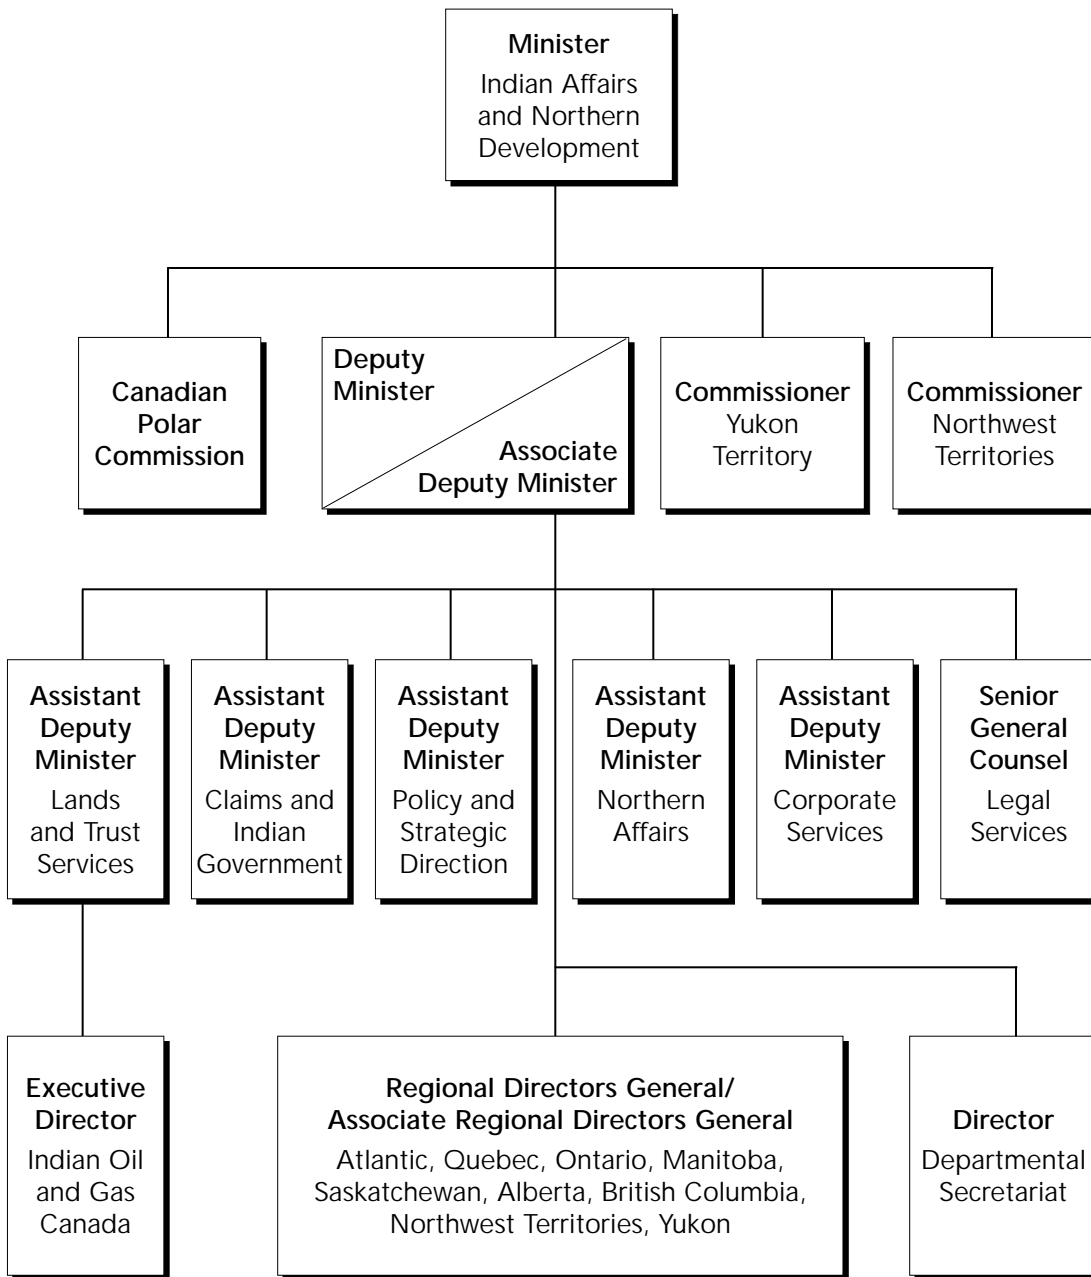 Minister
Indian Affairs
and Northern
Development
Canadian
Polar
Commission
Deputy
Minister
Associate
Deputy Minister
Commissioner
Yukon
Territory
Commissioner
Northwest
Territories
Assistant
Deputy
Minister
Lands
and Trust
Services
Assistant
Deputy
Minister
Claims and
Indian
Government
Assistant
Deputy
Minister
Policy and
Strategic
Direction
Assistant
Deputy
Minister
Northern
Affairs
Assistant
Deputy
Minister
Corporate
Services
Senior
General
Counsel
Legal
Services
Executive
Director
Indian Oil
and Gas
Canada
Regional Directors General/
Associate Regional Directors General
Atlantic, Quebec, Ontario, Manitoba,
Saskatchewan, Alberta, British Columbia,
Northwest Territories, Yukon
Director
Departmental
Secretariat